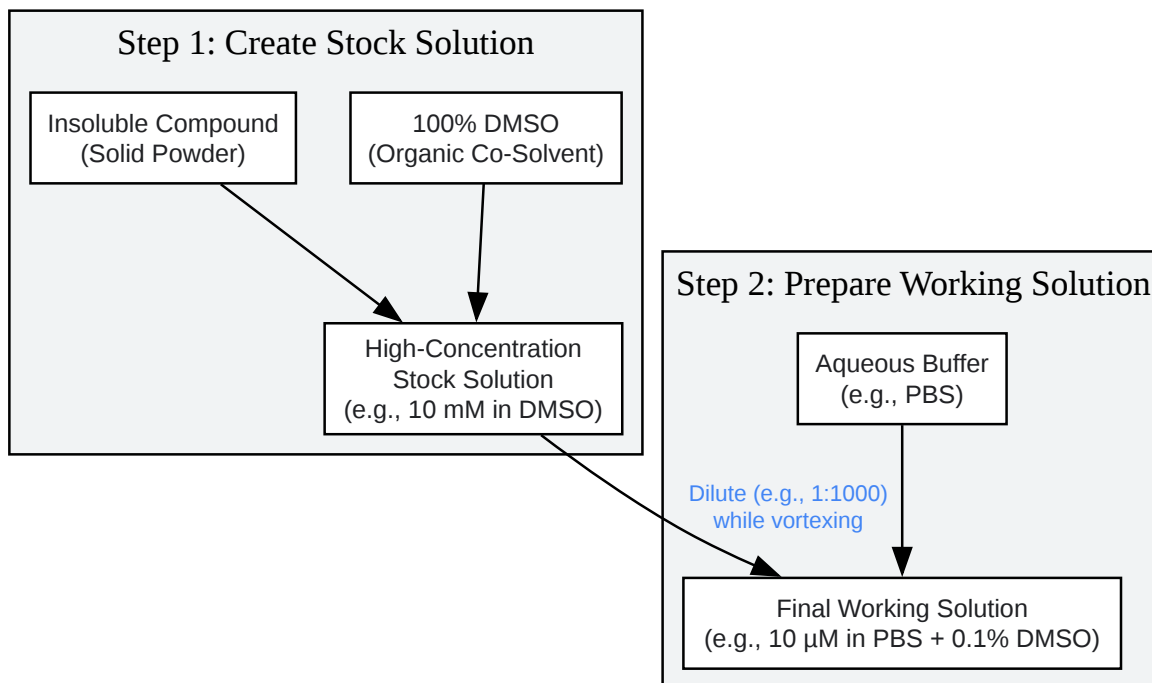 Step 1: Create Stock Solution
Insoluble Compound
(Solid Powder)
100% DMSO
(Organic Co-Solvent)
High-Concentration
Stock Solution
(e.g., 10 mM in DMSO)
Step 2: Prepare Working Solution
Aqueous Buffer
(e.g., PBS)
Dilute (e.g., 1:1000)
while vortexing
Final Working Solution
(e.g., 10 µM in PBS + 0.1% DMSO)